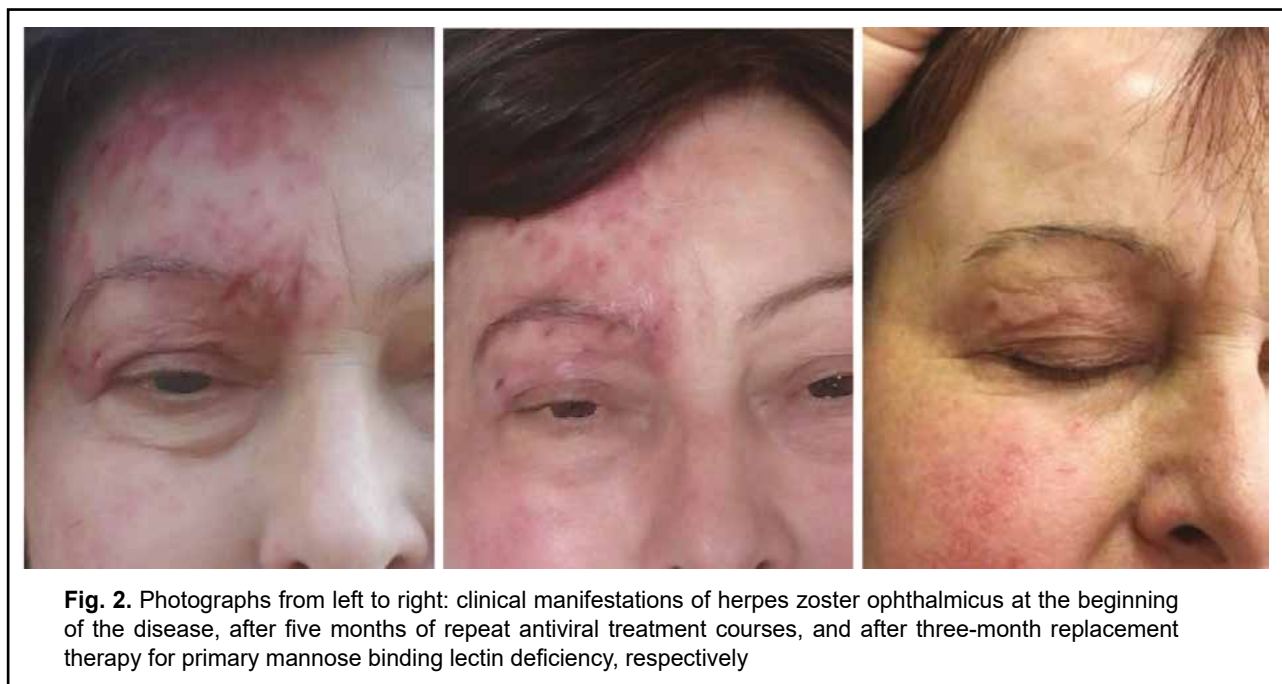 Fig. 2. Photographs from left to right: clinical manifestations of herpes zoster ophthalmicus at the beginning
of the disease, after five months of repeat antiviral treatment courses, and after three-month replacement
therapy for primary mannose binding lectin deficiency, respectively